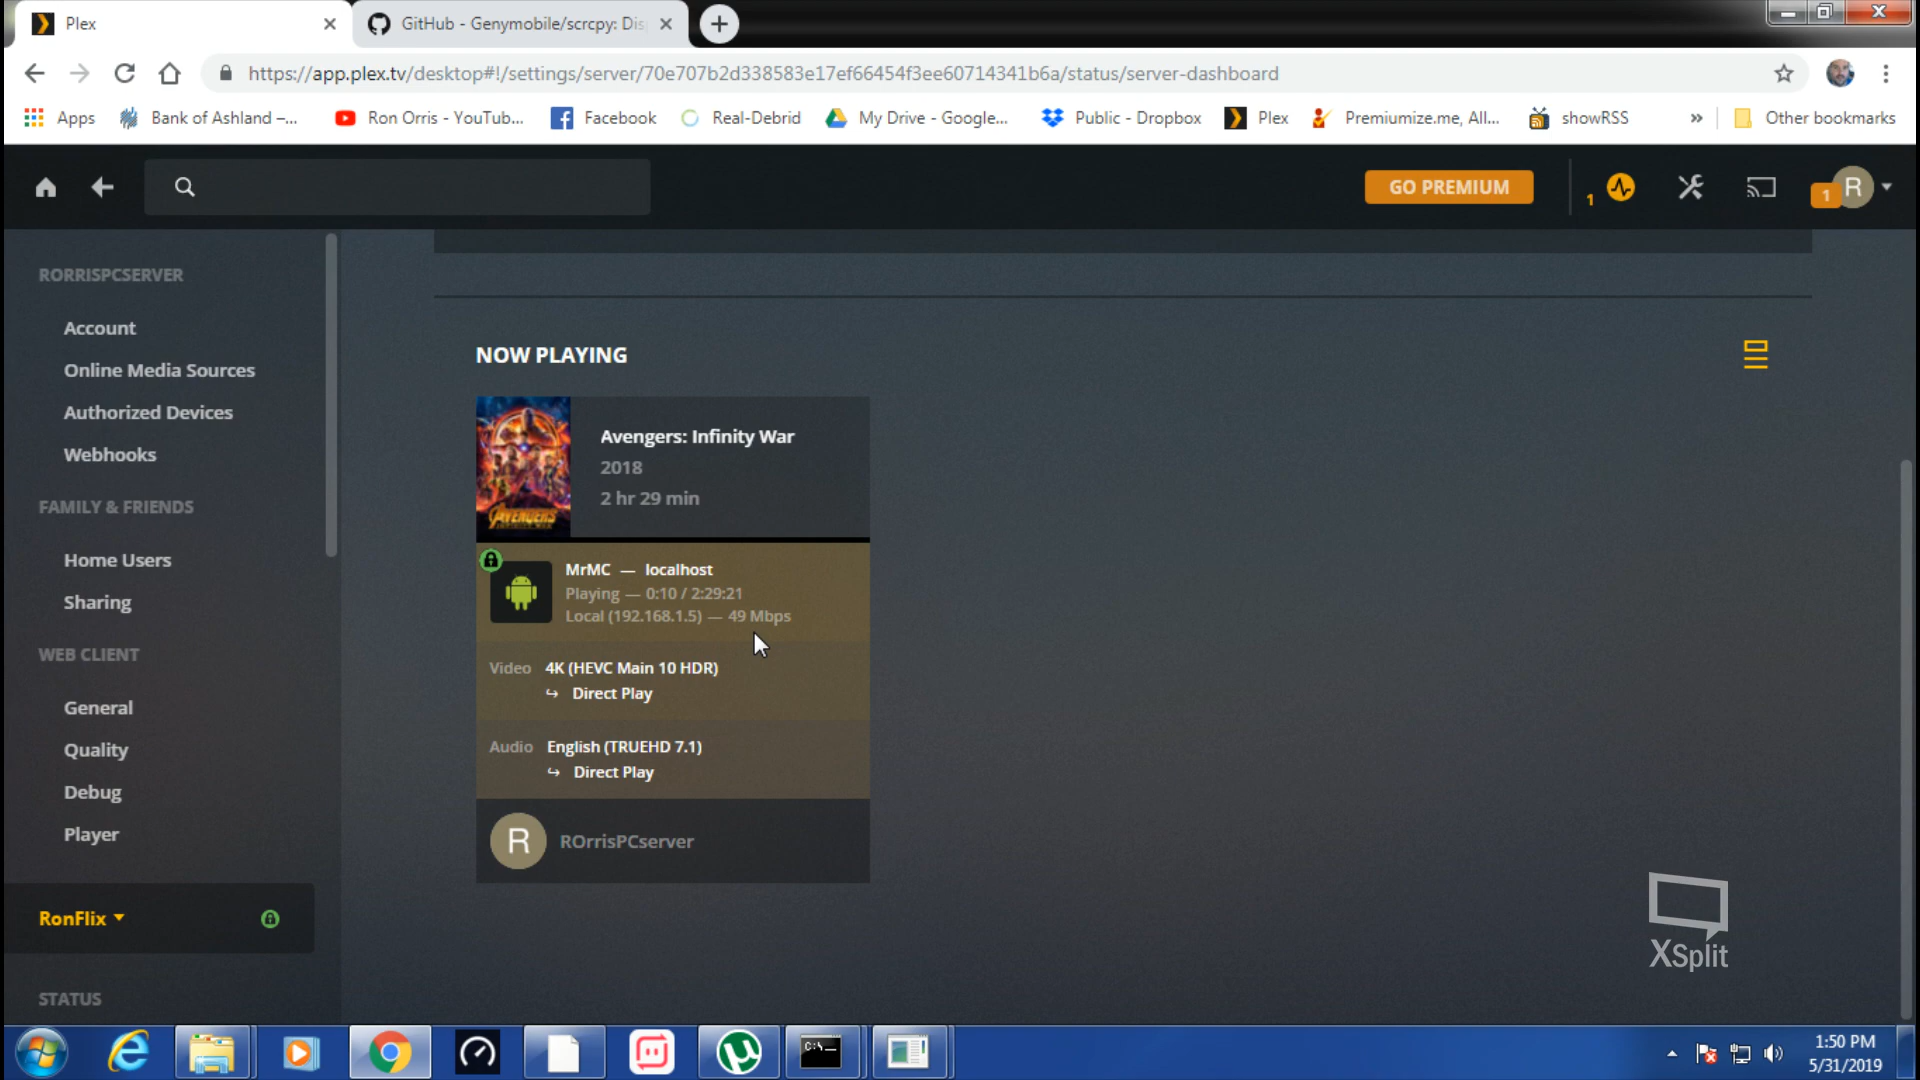 Plex
GitHub - Genymobile/scrcpy: Dis
https://app.plex.tv/desktop#!/settings/server/70e707b2d338583e17ef66454f3ee60714341b6a/status/server-dashboard
Apps
Bank of Ashland –...
Ron Orris - YouTub...
Facebook
Real-Debrid
My Drive - Google...
Public - Dropbox
Plex
Premiumize.me, All...
showRSS
»
Other bookmarks
GO PREMIUM
1
1
R
RORRISPCSERVER
Account
Online Media Sources
Authorized Devices
Webhooks
FAMILY & FRIENDS
Home Users
Sharing
WEB CLIENT
General
Quality
Debug
Player
RonFlix
STATUS
NOW PLAYING
AVENGERS
Avengers: Infinity War
2018
2 hr 29 min
MrMC — localhost
Playing — 0:10 / 2:29:21
Local (192.168.1.5) — 49 Mbps
Video 4K (HEVC Main 10 HDR)
↪ Direct Play
Audio English (TRUEHD 7.1)
↪ Direct Play
R ROrrisPCserver
XSplit
C:\
1:50 PM
5/31/2019